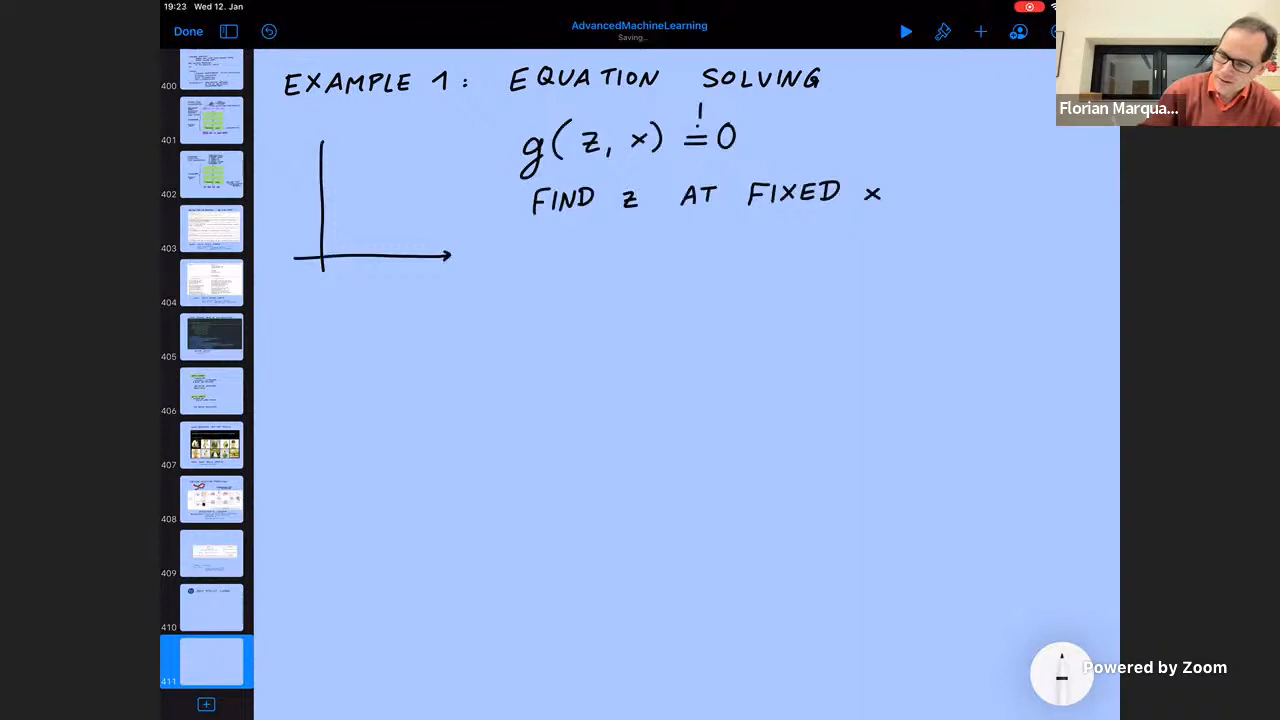 19:23 Wed 12. Jan
Done
AdvancedMachineLearning
Saving...
EXAMPLE 1: EQUATION SOLVING
g(z, x) =! 0
FIND z AT FIXED x
Florian Marqua...
400
401
402
403
404
405
406
407
408
409
410
411
Powered by Zoom